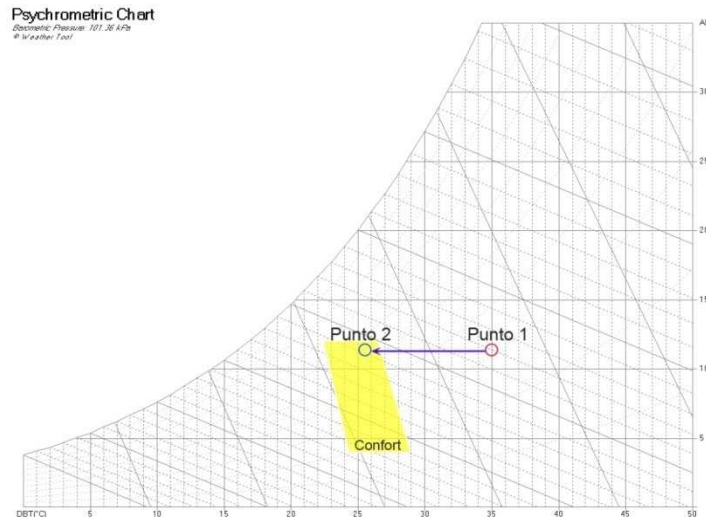 Psychrometric Chart
Barometric Pressure: 101.36 kPa
© Weather Tool
30
25
20
15
Punto 2 Punto 1
10
Confort
5
DBT(°C) 5 10 15 20 25 30 35 40 45 50